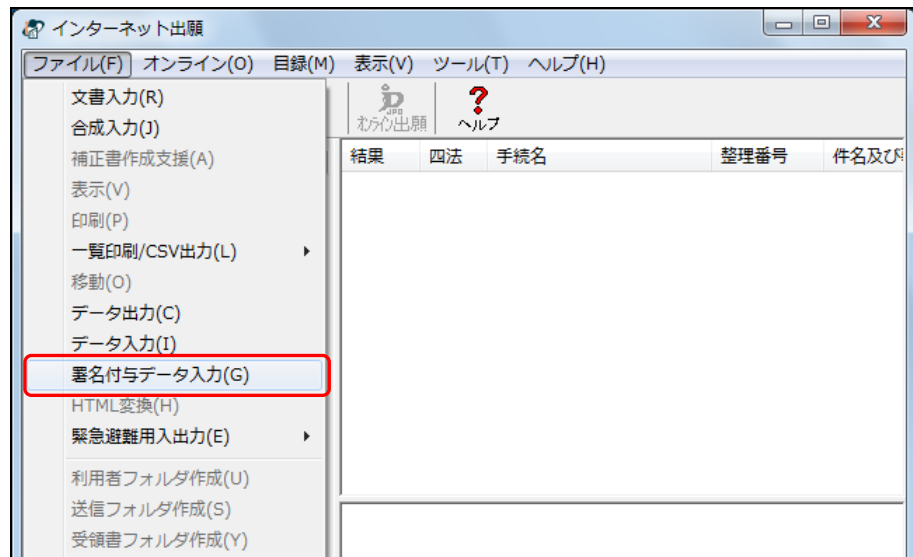 インターネット出願
ファイル(F) オンライン(O) 目録(M) 表示(V) ツール(T) ヘルプ(H)
文書入力(R)
合成入力(J)
補正書作成支援(A)
表示(V)
印刷(P)
一覧印刷/CSV出力(L)
移動(O)
データ出力(C)
データ入力(I)
署名付与データ入力(G)
HTML変換(H)
緊急避難用入出力(E)
利用者フォルダ作成(U)
送信フォルダ作成(S)
受領書フォルダ作成(Y)
JPO
オンライン出願 ヘルプ
結果 四法 手続名 整理番号 件名及び